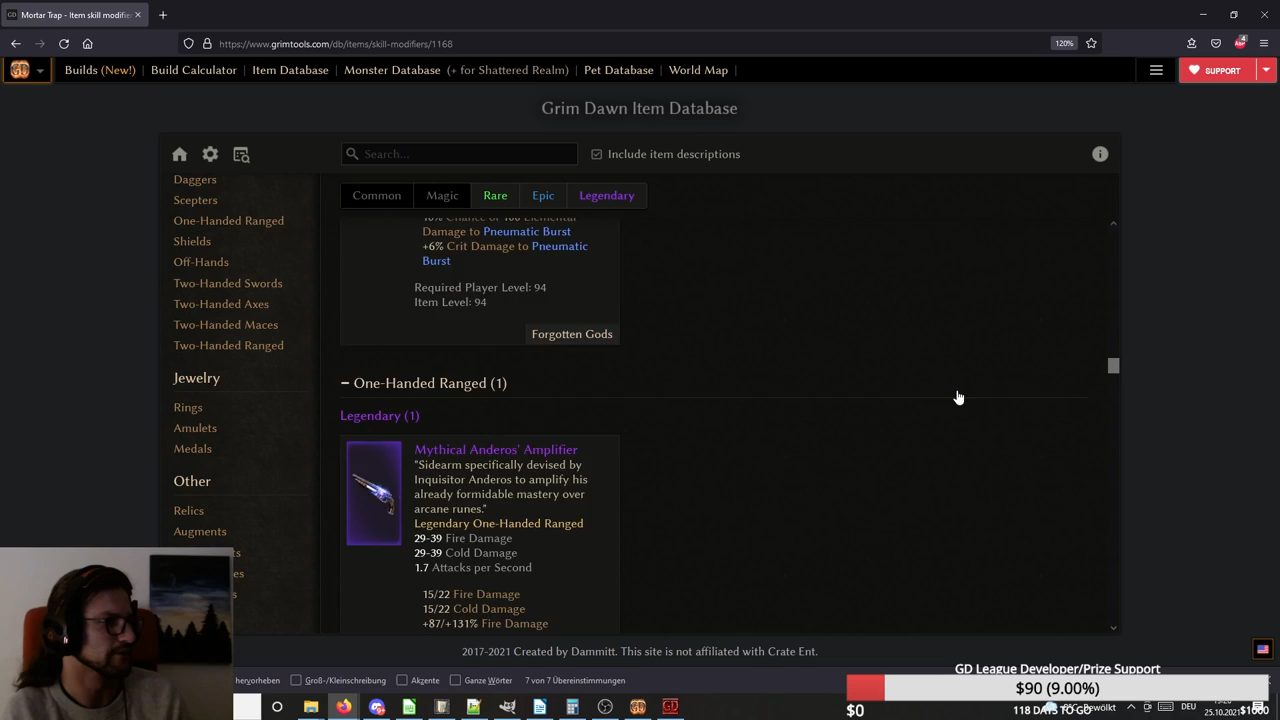 Mortar Trap - Item skill modifie
https://www.grimtools.com/db/items/skill-modifiers/1168
120%
Builds (New!)
Build Calculator
Item Database
Monster Database
for Shattered Realm)
Pet Database
World Map
SUPPORT
Grim Dawn Item Database
Search...
Include item descriptions
Common
Magic
Rare
Epic
Legendary
Daggers
Scepters
One-Handed Ranged
Shields
Off-Hands
Two-Handed Swords
Two-Handed Axes
Two-Handed Maces
Two-Handed Ranged
Jewelry
Rings
Amulets
Medals
Other
Relics
Augments
Damage to Pneumatic Burst
+6% Crit Damage to Pneumatic
Burst
Required Player Level: 94
Item Level: 94
Forgotten Gods
One-Handed Ranged (1)
Legendary (1)
Mythical Anderos' Amplifier
"Sidearm specifically devised by
Inquisitor Anderos to amplify his
already formidable mastery over
arcane runes."
Legendary One-Handed Ranged
29-39 Fire Damage
29-39 Cold Damage
1.7 Attacks per Second
15/22 Fire Damage
15/22 Cold Damage
+87/+131% Fire Damage
2017-2021 Created by Dammitt. This site is not affiliated with Crate Ent.
hervorheben
Groß-/Kleinschreibung
Akzente
Ganze Wörter
7 von 7 Übereinstimmungen
GD League Developer/Prize Support
$90 (9.00%)
$0
118 DAYS TO GO
$1000
Bewölkt
DEU
25.10.2021